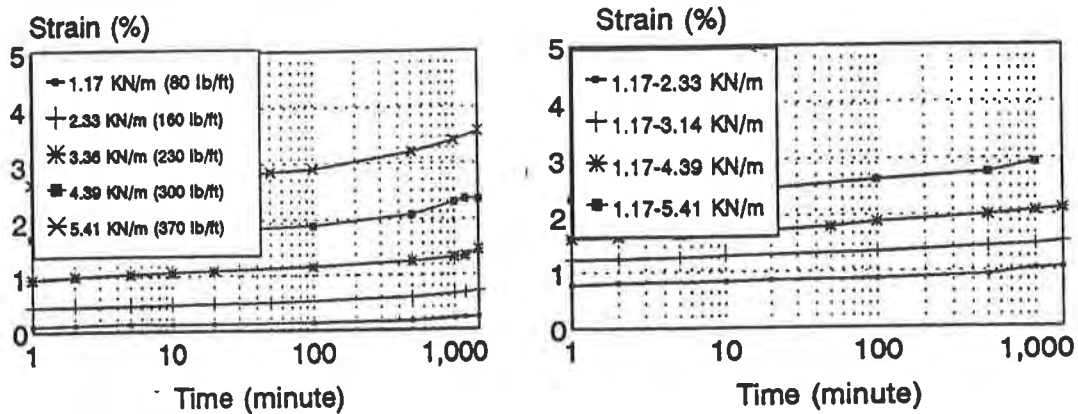 Strain (%)
5
4
3
2
1
0
1.17 KN/m (80 lb/ft)
2.33 KN/m (160 lb/ft)
3.36 KN/m (230 lb/ft)
4.39 KN/m (300 lb/ft)
5.41 KN/m (370 lb/ft)
1
10
100
1,000
Time (minute)
Strain (%)
5
4
3
2
1
0
1.17-2.33 KN/m
1.17-3.14 KN/m
1.17-4.39 KN/m
1.17-5.41 KN/m
1
10
100
1,000
Time (minute)